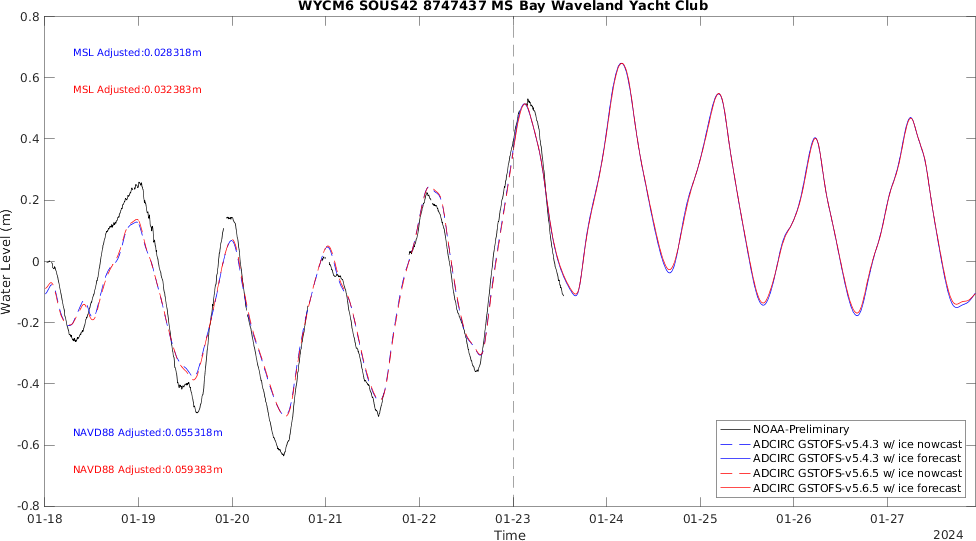 WYCM6 SOUS42 8747437 MS Bay Waveland Yacht Club
0.8
0.6
0.4
0.2
0
-0.2
-0.4
-0.6
-0.8
Water Level (m)
MSL Adjusted:0.028318m
MSL Adjusted:0.032383m
NAVD88 Adjusted:0.055318m
NAVD88 Adjusted:0.059383m
NOAA-Preliminary
ADCIRC GSTOFS-v5.4.3 w/ ice nowcast
ADCIRC GSTOFS-v5.4.3 w/ ice forecast
ADCIRC GSTOFS-v5.6.5 w/ ice nowcast
ADCIRC GSTOFS-v5.6.5 w/ ice forecast
01-18 01-19 01-20 01-21 01-22 01-23 01-24 01-25 01-26 01-27
Time
2024